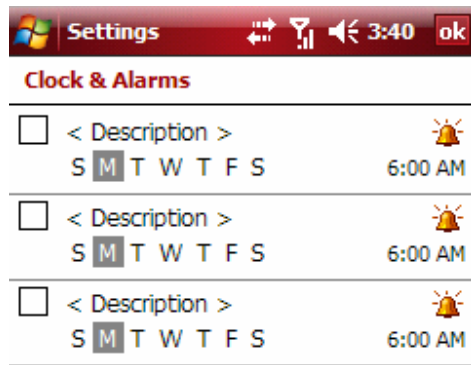 Settings 3:40 ok
Clock & Alarms
< Description >
S M T W T F S 6:00 AM
< Description >
S M T W T F S 6:00 AM
< Description >
S M T W T F S 6:00 AM